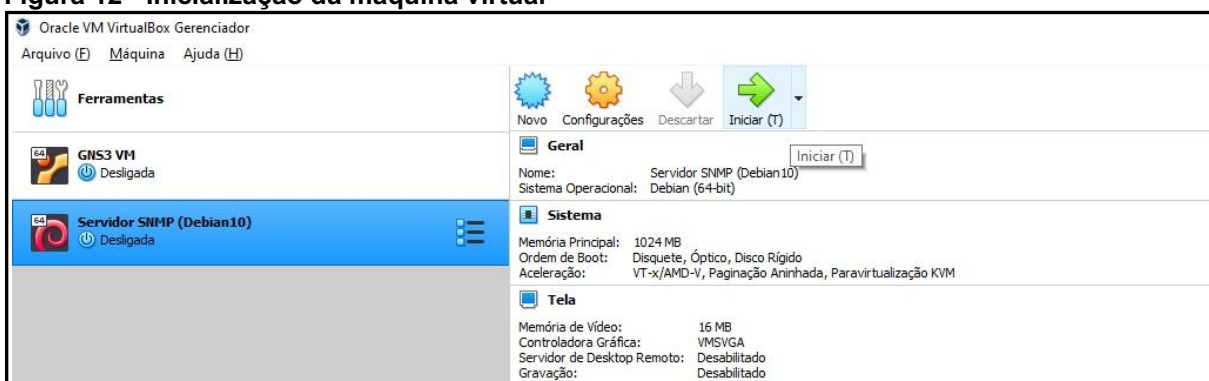 Figura 12 - Inicialização da máquina virtual
Oracle VM VirtualBox Gerenciador
Arquivo (F) Máquina Ajuda (H)
Ferramentas
Novo Configurações Descartar Iniciar (T)
64 GNS3 VM
Desligada
64 Servidor SNMP (Debian10)
Desligada
Geral
Iniciar (T)
Nome: Servidor SNMP (Debian10)
Sistema Operacional: Debian (64-bit)
Sistema
Memória Principal: 1024 MB
Ordem de Boot: Disquete, Óptico, Disco Rígido
Aceleração: VT-x/AMD-V, Paginação Aninhada, Paravirtualização KVM
Tela
Memória de Vídeo: 16 MB
Controladora Gráfica: VMSVGA
Servidor de Desktop Remoto: Desabilitado
Gravação: Desabilitado